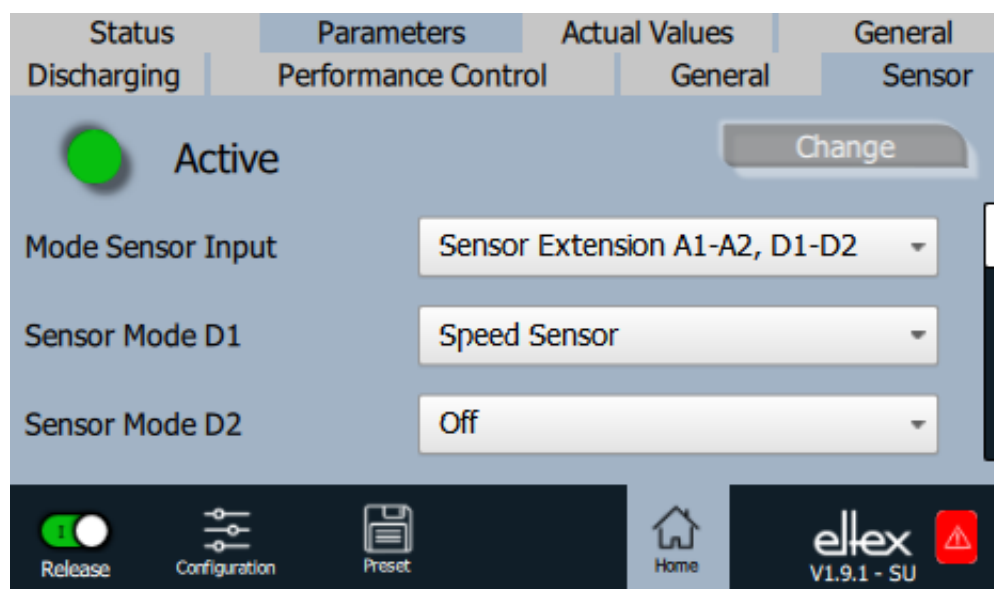 Status Parameters Actual Values General
Discharging Performance Control General Sensor
Active Change
Mode Sensor Input Sensor Extension A1-A2, D1-D2
Sensor Mode D1 Speed Sensor
Sensor Mode D2 Off
I
Release Configuration Preset Home eltex
V1.9.1 - SU